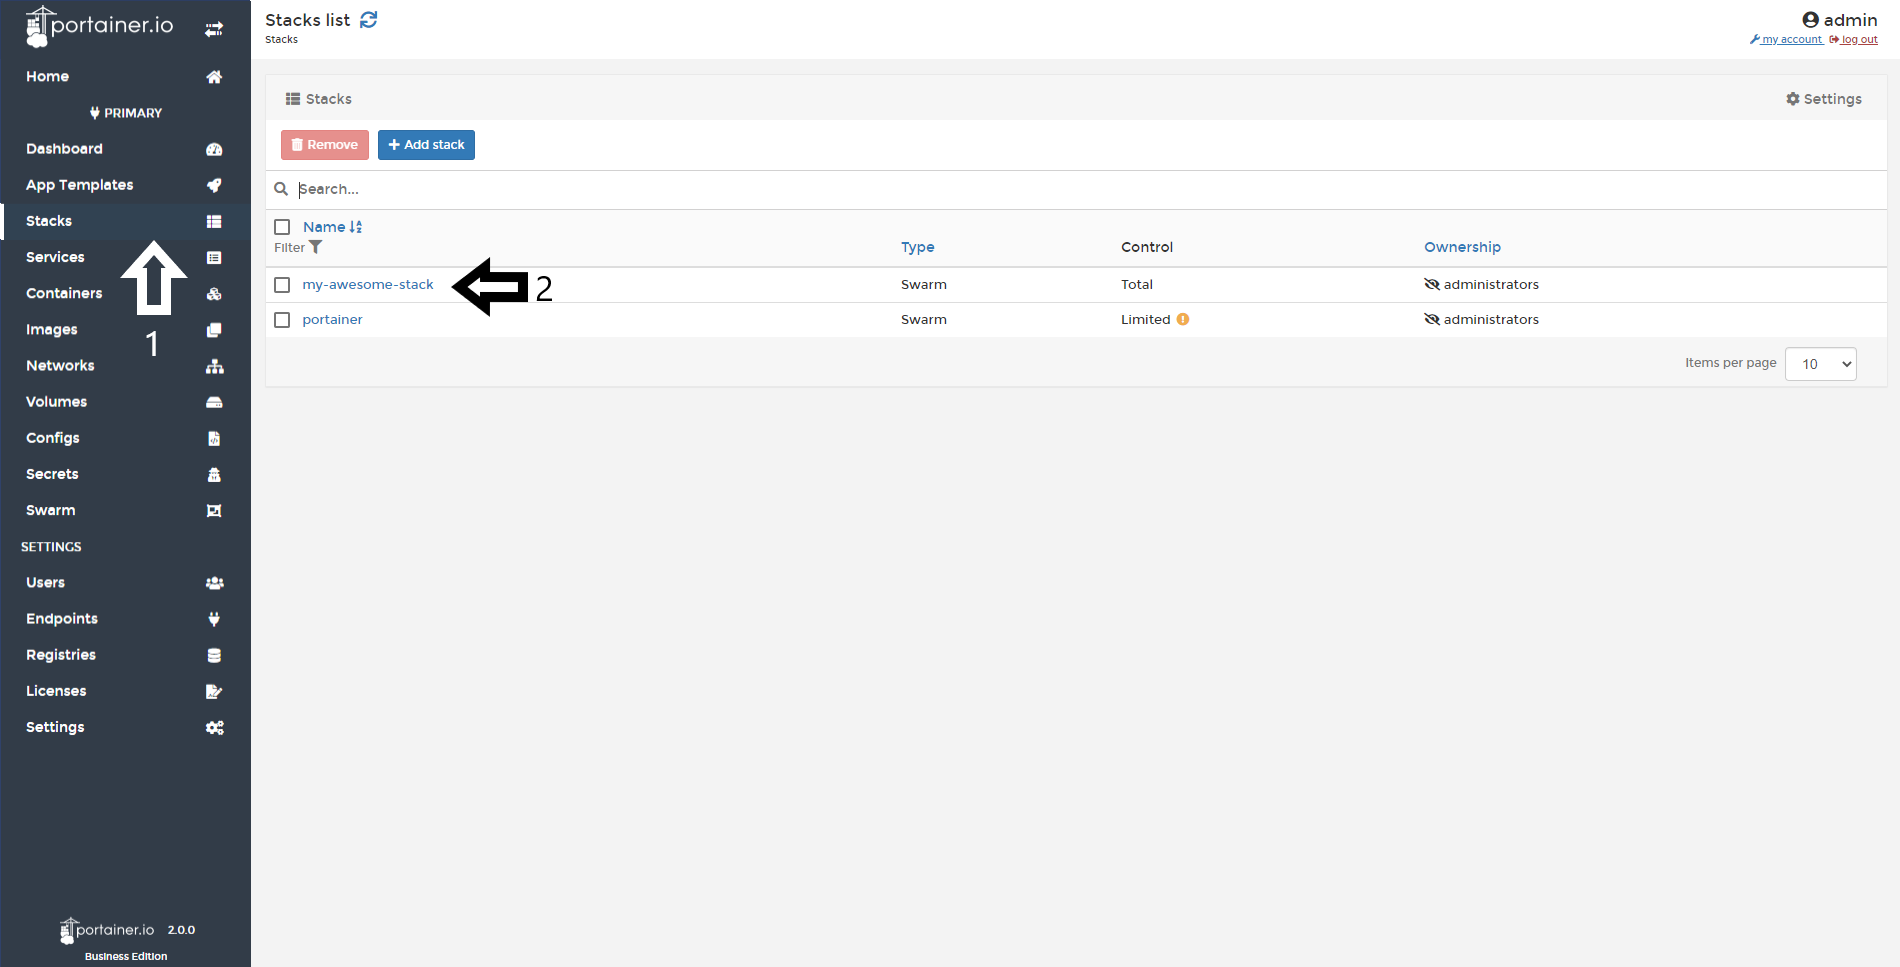 portainer.io
Home
PRIMARY
Dashboard
App Templates
Stacks
Services
Containers
Images
Networks
Volumes
Configs
Secrets
Swarm
SETTINGS
Users
Endpoints
Registries
Licenses
Settings
portainer.io 2.0.0
Business Edition
1
Stacks list
Stacks
admin
my account log out
Stacks
Settings
Remove Add stack
Search...
Name
Filter
Type Control Ownership
my-awesome-stack Swarm Total administrators
2
portainer Swarm Limited administrators
Items per page 10